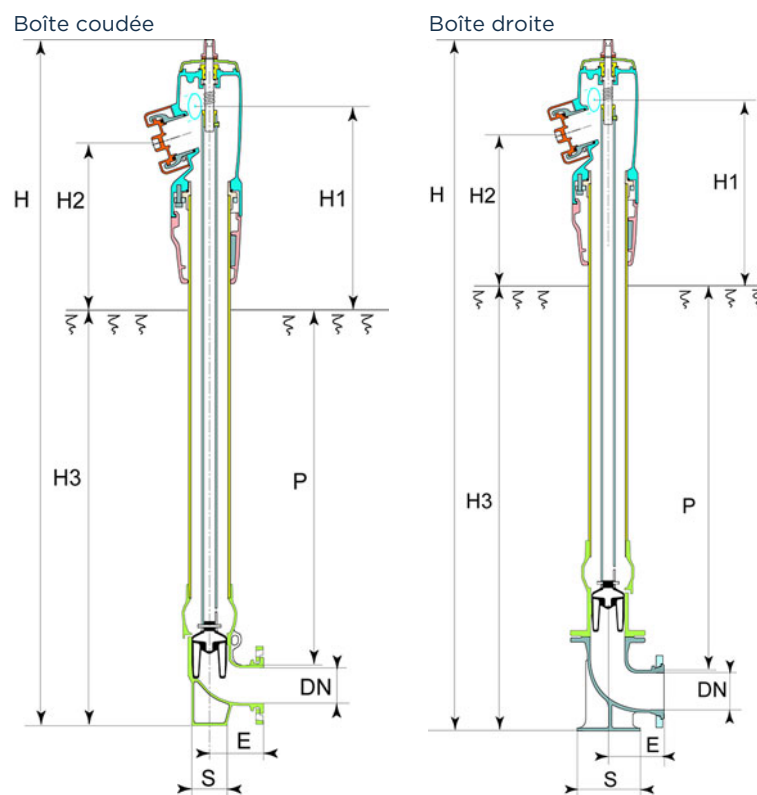 Boîte coudée
H
H2
H1
H3
P
DN
E
S
Boîte droite
H
H2
H1
H3
P
DN
E
S